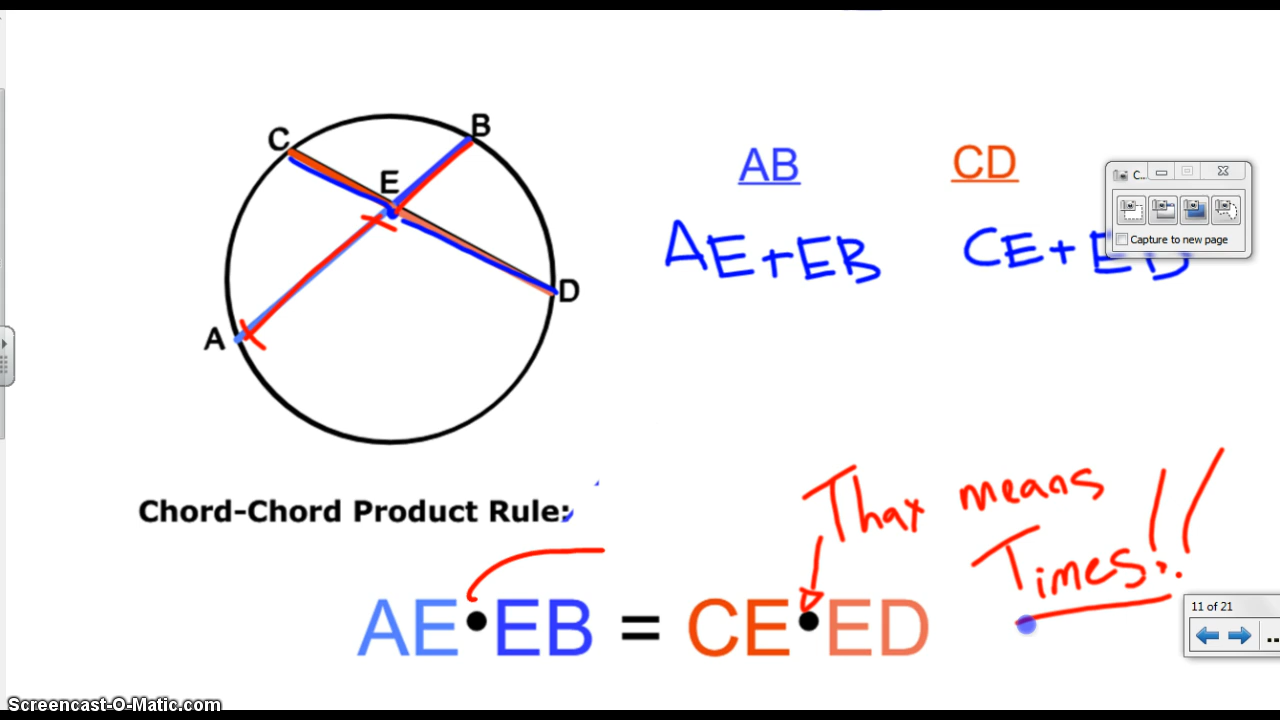 C
B
E
D
A
AB
CD
AE+EB
CE+ED
C..
Capture to new page
Chord-Chord Product Rule:
That means
Times!!
AE•EB = CE•ED
11 of 21
Screencast-O-Matic.com